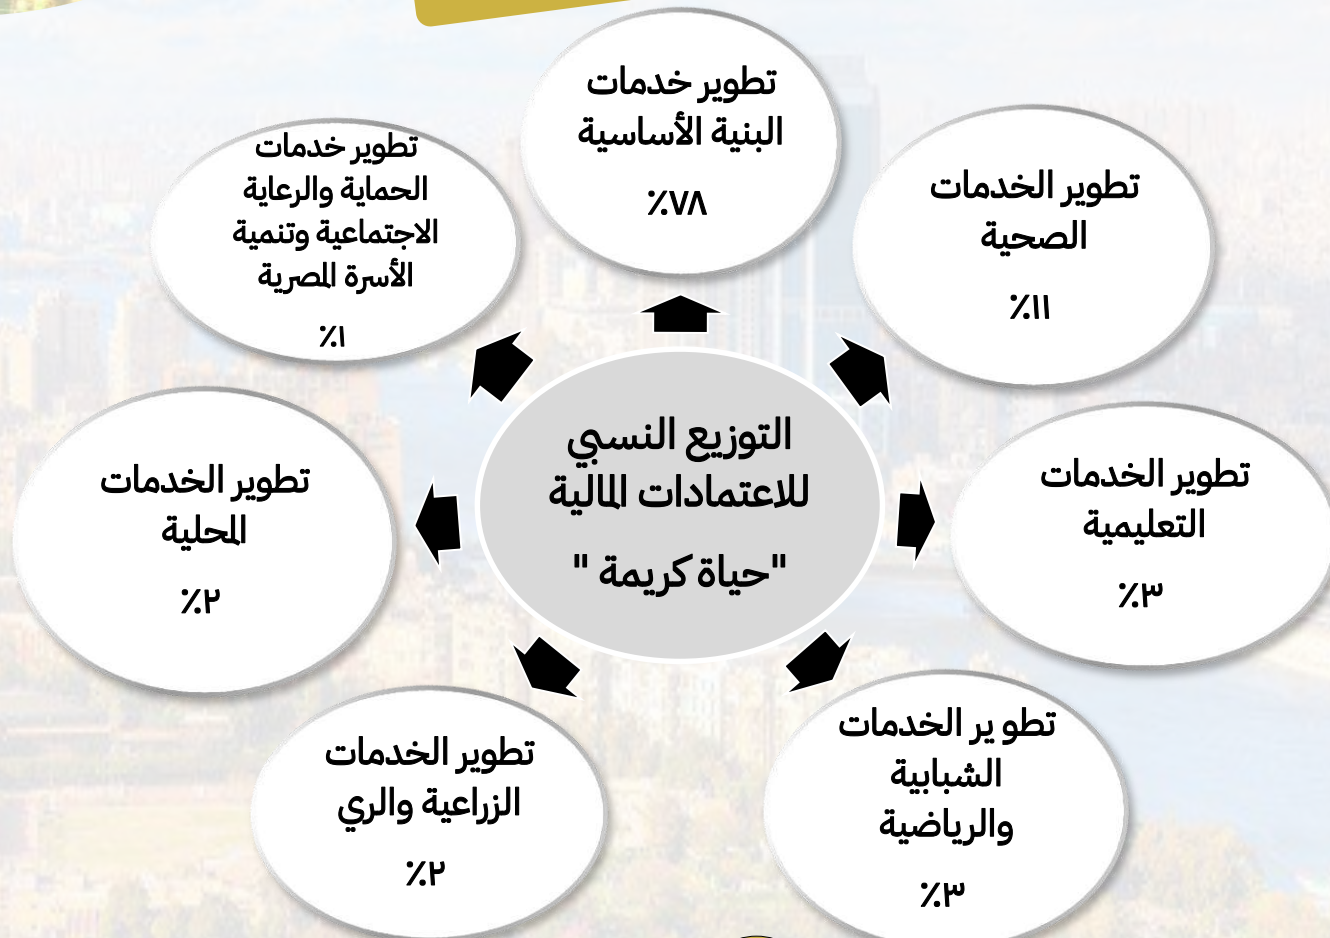 تطوير خدمات
البنية الأساسية
٪٧٨
تطوير الخدمات
الصحية
٪١١
تطوير الخدمات
التعليمية
٪٣
تطو ير الخدمات
الشبابية
والرياضية
٪٣
تطوير الخدمات
الزراعية والري
٪٢
تطوير الخدمات
المحلية
٪٢
تطوير خدمات
الحماية والرعاية
الاجتماعية وتنمية
الأسرة المصرية
٪١
التوزيع النسبي
للاعتمادات المالية
"حياة كريمة "